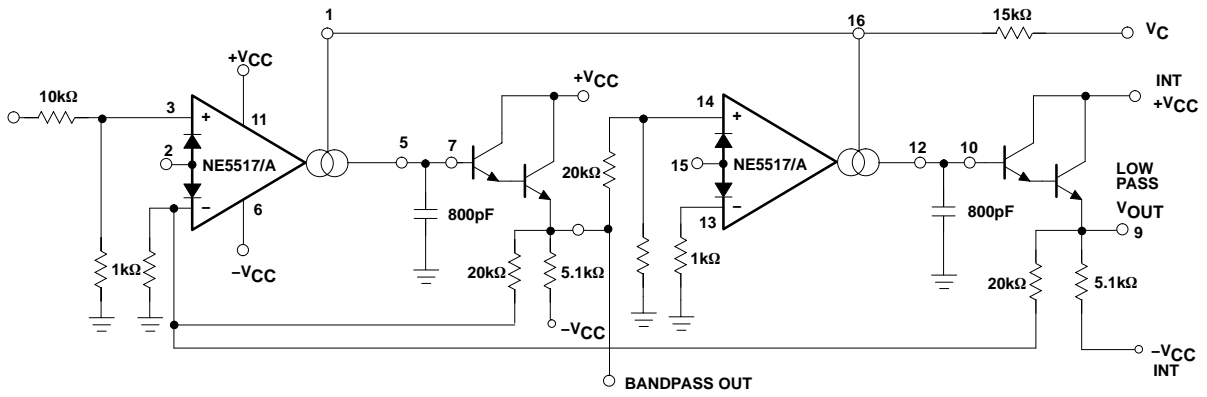 1
16
15kΩ
VC
+VCC
10kΩ
3
+
11
2
NE5517/A
−
6
−VCC
1kΩ
5
7
+VCC
800pF
20kΩ
5.1kΩ
−VCC
20kΩ
BANDPASS OUT
14
+
15
NE5517/A
−
13
1kΩ
12
10
800pF
INT
+VCC
LOW
PASS
VOUT
9
20kΩ
5.1kΩ
−VCC
INT